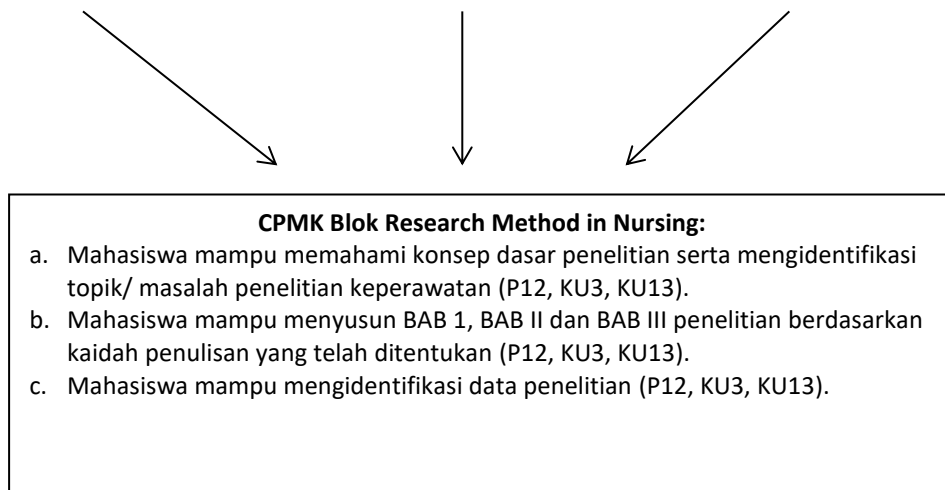 CPMK Blok Research Method in Nursing:
a. Mahasiswa mampu memahami konsep dasar penelitian serta mengidentifikasi
topik/ masalah penelitian keperawatan (P12, KU3, KU13).
b. Mahasiswa mampu menyusun BAB 1, BAB II dan BAB III penelitian berdasarkan
kaidah penulisan yang telah ditentukan (P12, KU3, KU13).
c. Mahasiswa mampu mengidentifikasi data penelitian (P12, KU3, KU13).